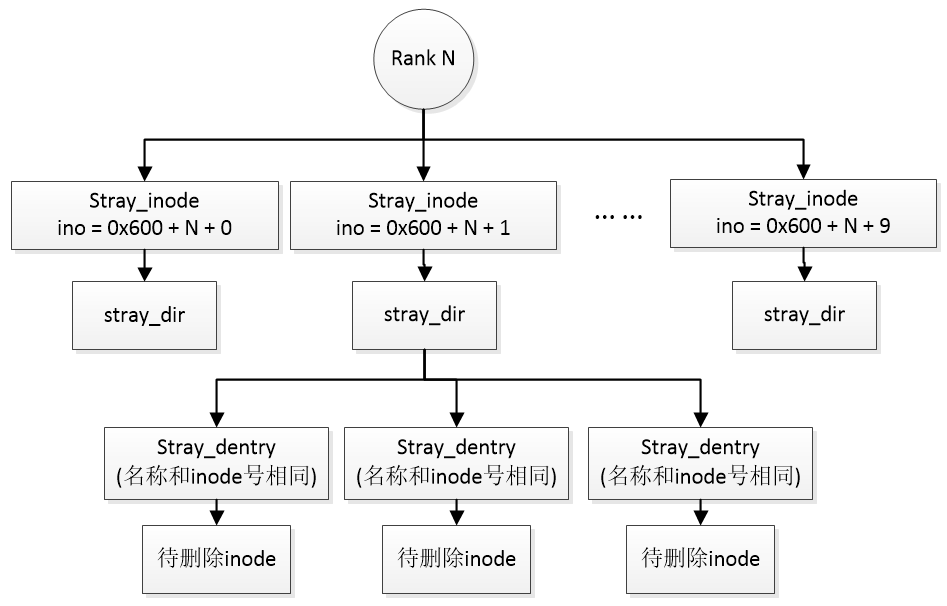 Rank N
Stray_inode
ino = 0x600 + N + 0
Stray_inode
ino = 0x600 + N + 1
... ...
Stray_inode
ino = 0x600 + N + 9
stray_dir
stray_dir
stray_dir
Stray_dentry
(名称和inode号相同)
Stray_dentry
(名称和inode号相同)
Stray_dentry
(名称和inode号相同)
待删除inode
待删除inode
待删除inode